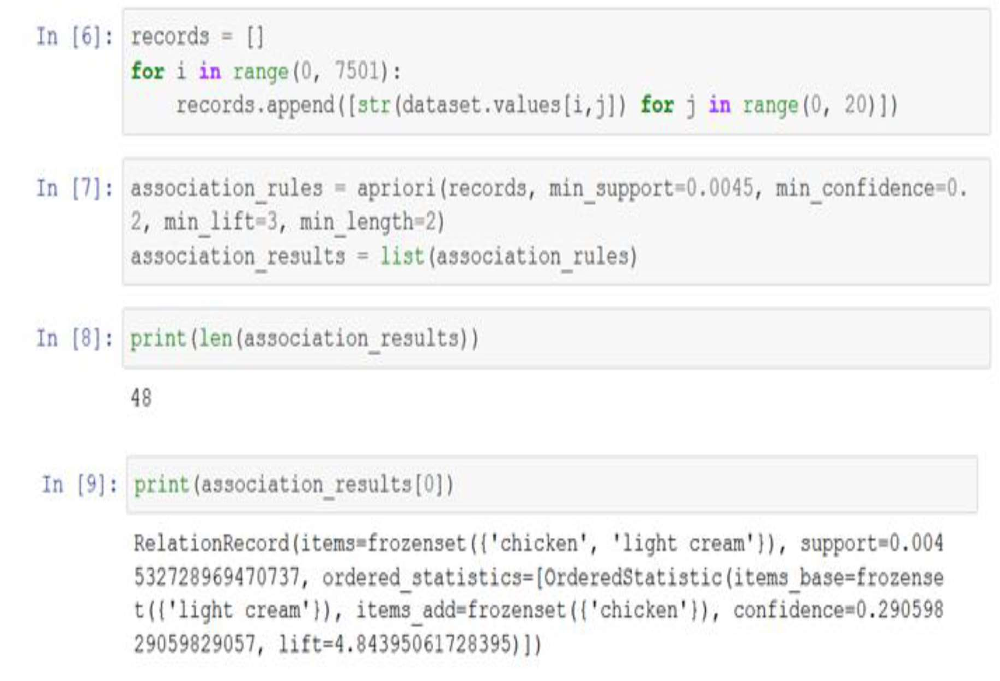 In [6]: records = []
for i in range(0, 7501):
    records.append([str(dataset.values[i,j]) for j in range(0, 20)])
In [7]: association_rules = apriori(records, min_support=0.0045, min_confidence=0.
2, min_lift=3, min_length=2)
association_results = list(association_rules)
In [8]: print(len(association_results))
48
In [9]: print(association_results[0])
RelationRecord(items=frozenset({'chicken', 'light cream'}), support=0.004
532728969470737, ordered_statistics=[OrderedStatistic(items_base=frozense
t({'light cream'}), items_add=frozenset({'chicken'}), confidence=0.290598
29059829057, lift=4.84395061728395)])